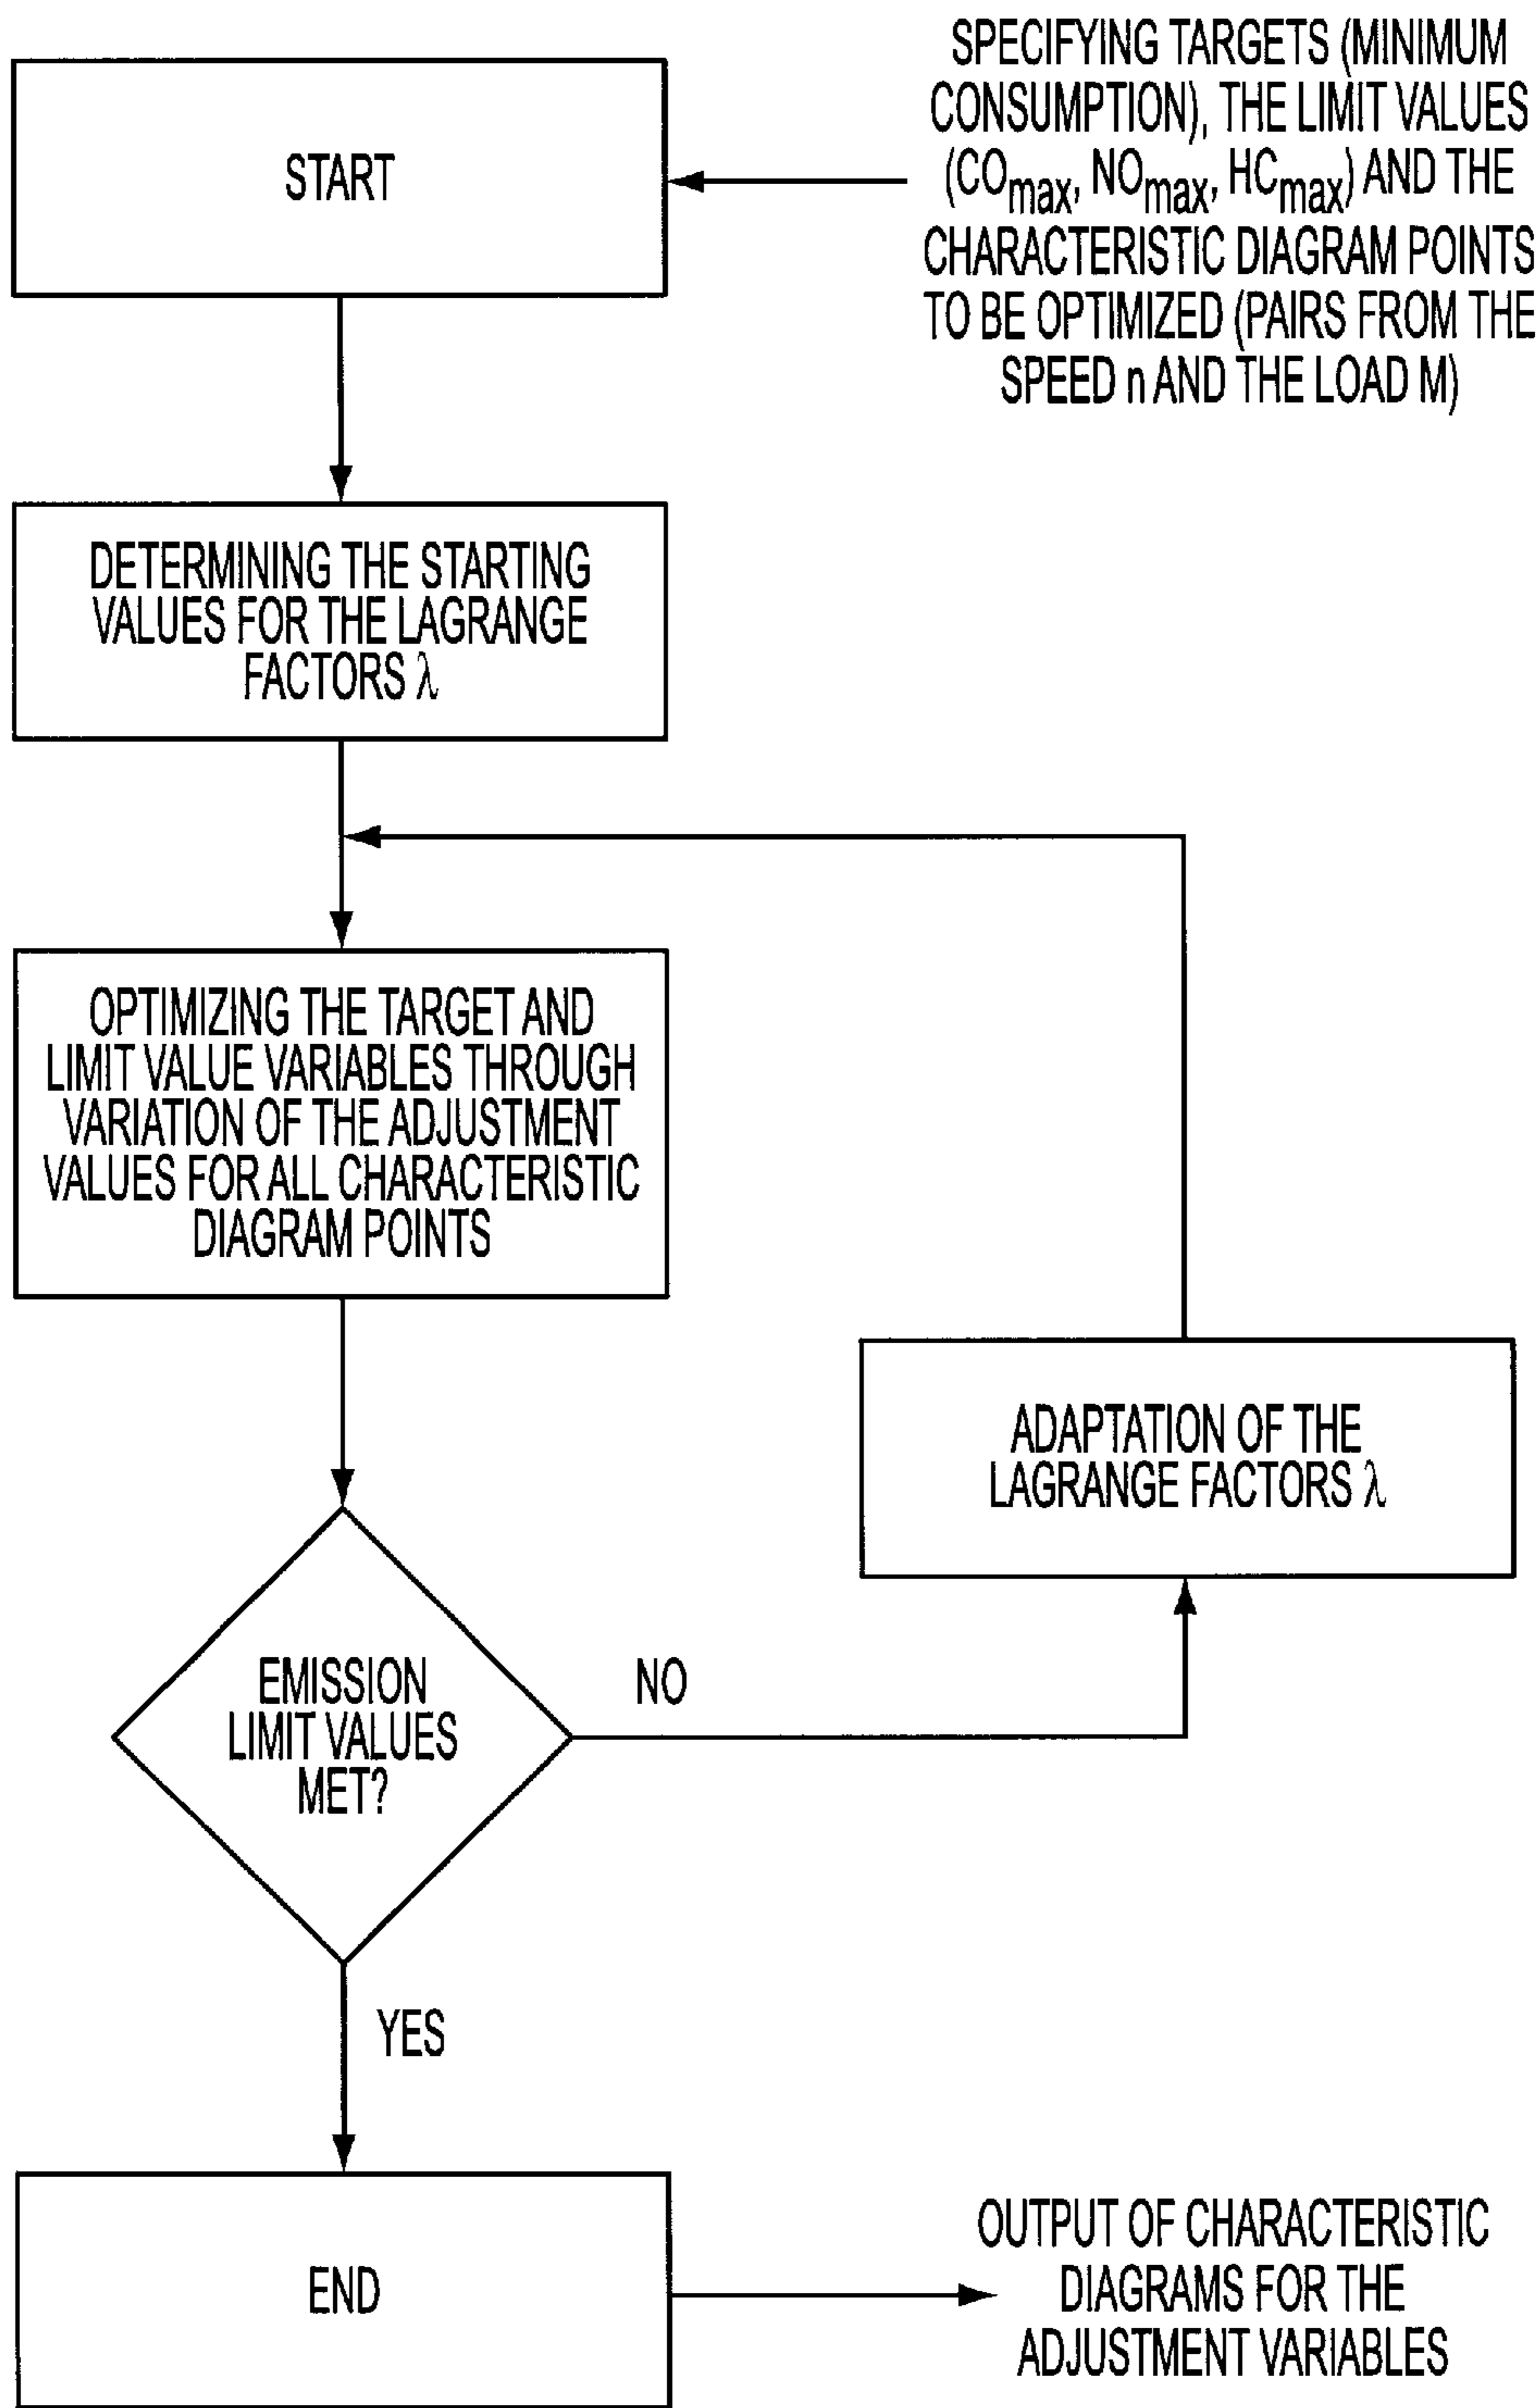 SPECIFYING TARGETS (MINIMUM
CONSUMPTION), THE LIMIT VALUES
(COmax, NOmax, HCmax) AND THE
CHARACTERISTIC DIAGRAM POINTS
TO BE OPTIMIZED (PAIRS FROM THE
SPEED n AND THE LOAD M)
START
DETERMINING THE STARTING
VALUES FOR THE LAGRANGE
FACTORS λ
OPTIMIZING THE TARGET AND
LIMIT VALUE VARIABLES THROUGH
VARIATION OF THE ADJUSTMENT
VALUES FOR ALL CHARACTERISTIC
DIAGRAM POINTS
ADAPTATION OF THE
LAGRANGE FACTORS λ
EMISSION
LIMIT VALUES
MET?
NO
YES
END
OUTPUT OF CHARACTERISTIC
DIAGRAMS FOR THE
ADJUSTMENT VARIABLES